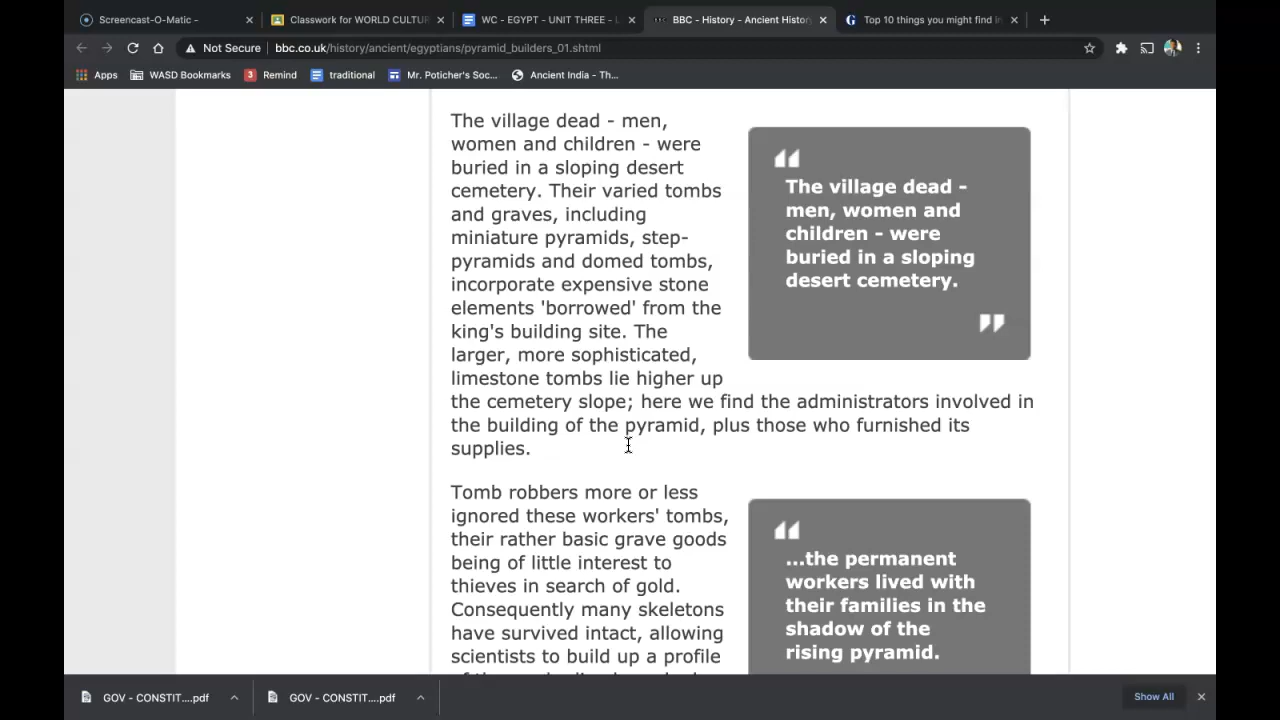 Screencast-O-Matic -
Classwork for WORLD CULTUR
WC - EGYPT - UNIT THREE - L
BBC - History - Ancient Histor
Top 10 things you might find in
Not Secure
bbc.co.uk/history/ancient/egyptians/pyramid_builders_01.shtml
Apps
WASD Bookmarks
3 Remind
traditional
Mr. Poticher's Soc...
Ancient India - Th...
The village dead - men,
women and children - were
buried in a sloping desert
cemetery. Their varied tombs
and graves, including
miniature pyramids, step-
pyramids and domed tombs,
incorporate expensive stone
elements 'borrowed' from the
king's building site. The
larger, more sophisticated,
limestone tombs lie higher up
the cemetery slope; here we find the administrators involved in
the building of the pyramid, plus those who furnished its
supplies.
The village dead -
men, women and
children - were
buried in a sloping
desert cemetery.
Tomb robbers more or less
ignored these workers' tombs,
their rather basic grave goods
being of little interest to
thieves in search of gold.
Consequently many skeletons
have survived intact, allowing
scientists to build up a profile
...the permanent
workers lived with
their families in the
shadow of the
rising pyramid.
GOV - CONSTIT....pdf
GOV - CONSTIT....pdf
Show All